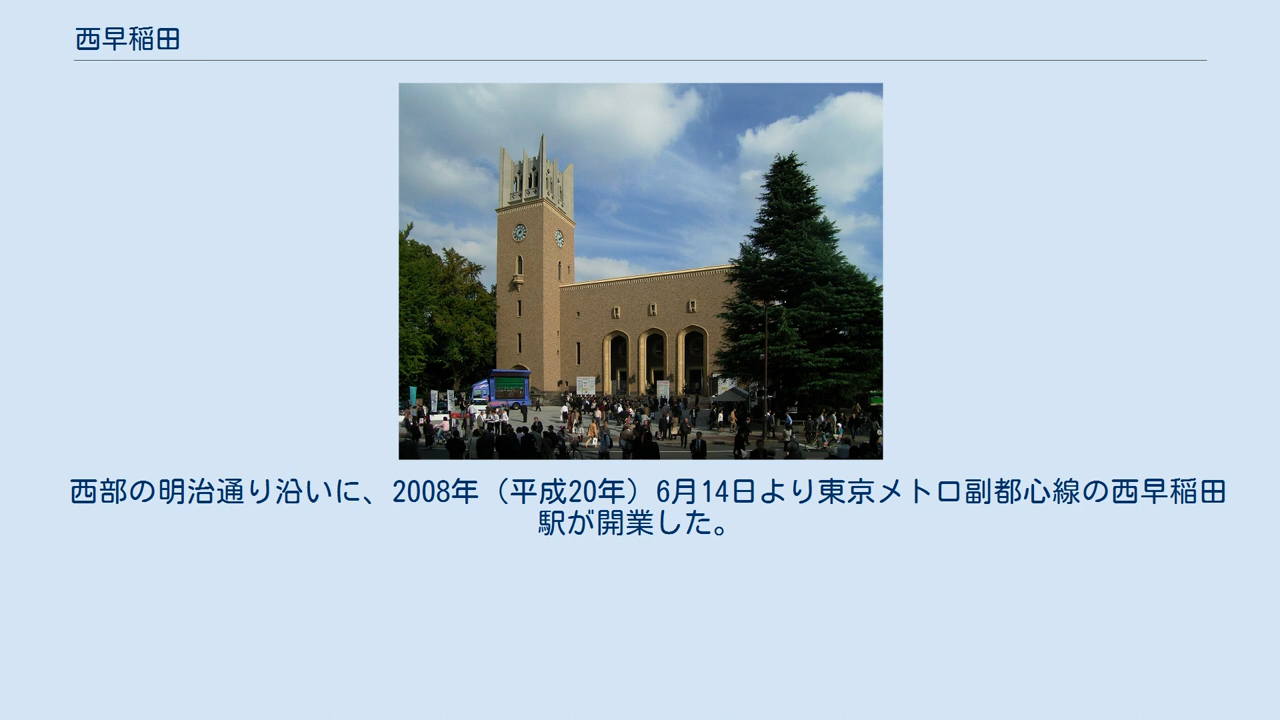 西早稲田
西部の明治通り沿いに、2008年（平成20年）6月14日より東京メトロ副都心線の西早稲田
駅が開業した。